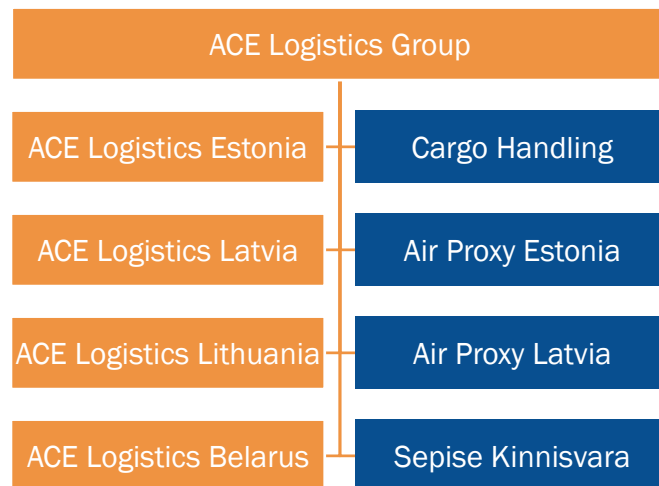 ACE Logistics Group
ACE Logistics Estonia
Cargo Handling
ACE Logistics Latvia
Air Proxy Estonia
ACE Logistics Lithuania
Air Proxy Latvia
ACE Logistics Belarus
Sepise Kinnisvara